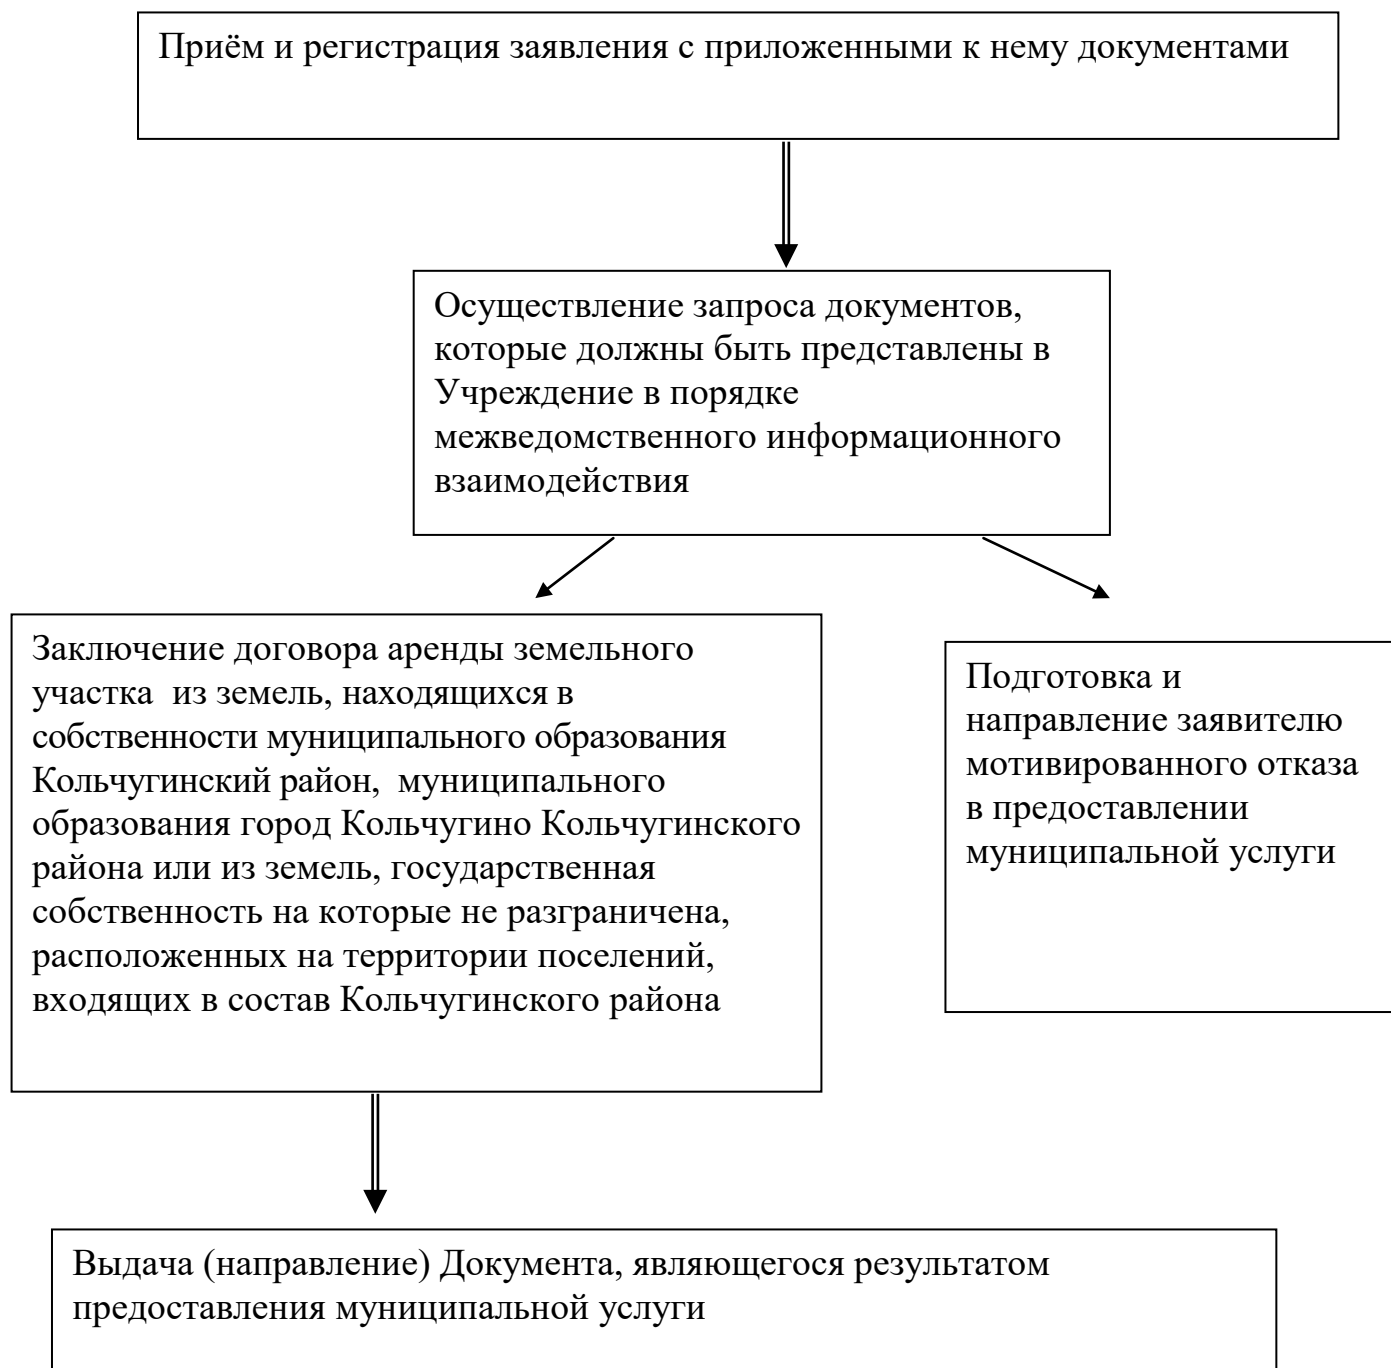 Приём и регистрация заявления с приложенными к нему документами
Осуществление запроса документов,
которые должны быть представлены в
Учреждение в порядке
межведомственного информационного
взаимодействия
Заключение договора аренды земельного
участка  из земель, находящихся в
собственности муниципального образования
Кольчугинский район,  муниципального
образования город Кольчугино Кольчугинского
района или из земель, государственная
собственность на которые не разграничена,
расположенных на территории поселений,
входящих в состав Кольчугинского района
Подготовка и
направление заявителю
мотивированного отказа
в предоставлении
муниципальной услуги
Выдача (направление) Документа, являющегося результатом
предоставления муниципальной услуги